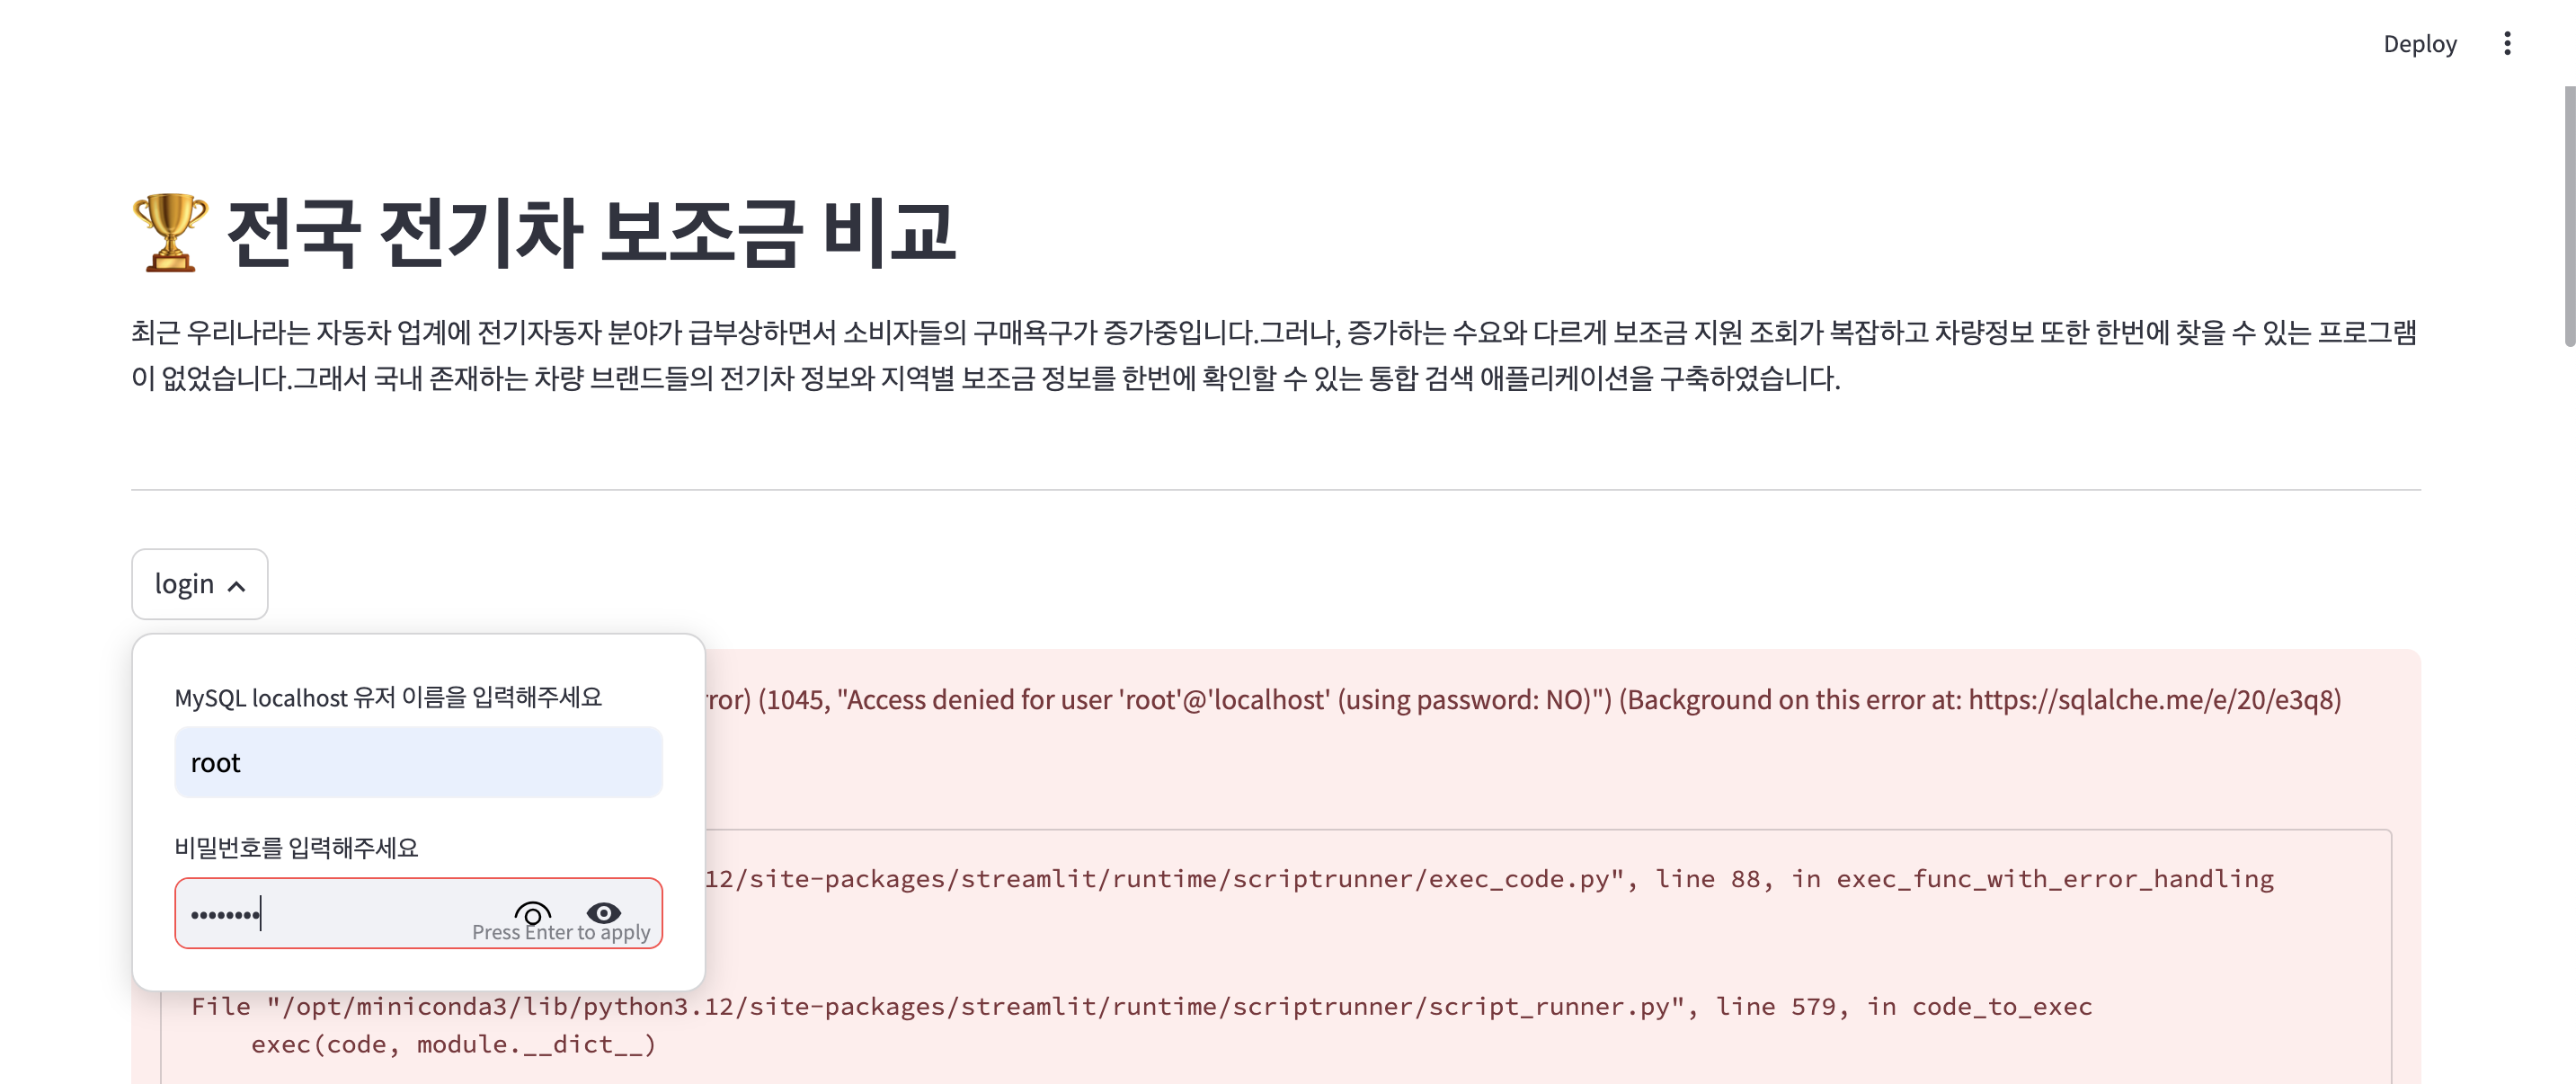 Deploy
🏆 전국 전기차 보조금 비교
최근 우리나라는 자동차 업계에 전기자동자 분야가 급부상하면서 소비자들의 구매욕구가 증가중입니다.그러나, 증가하는 수요와 다르게 보조금 지원 조회가 복잡하고 차량정보 또한 한번에 찾을 수 있는 프로그램
이 없었습니다.그래서 국내 존재하는 차량 브랜드들의 전기차 정보와 지역별 보조금 정보를 한번에 확인할 수 있는 통합 검색 애플리케이션을 구축하였습니다.
login
MySQL localhost 유저 이름을 입력해주세요
root
비밀번호를 입력해주세요
••••••••
Press Enter to apply
ror) (1045, "Access denied for user 'root'@'localhost' (using password: NO)") (Background on this error at: https://sqlalche.me/e/20/e3q8)
12/site-packages/streamlit/runtime/scriptrunner/exec_code.py", line 88, in exec_func_with_error_handling
File "/opt/miniconda3/lib/python3.12/site-packages/streamlit/runtime/scriptrunner/script_runner.py", line 579, in code_to_exec
exec(code, module.__dict__)